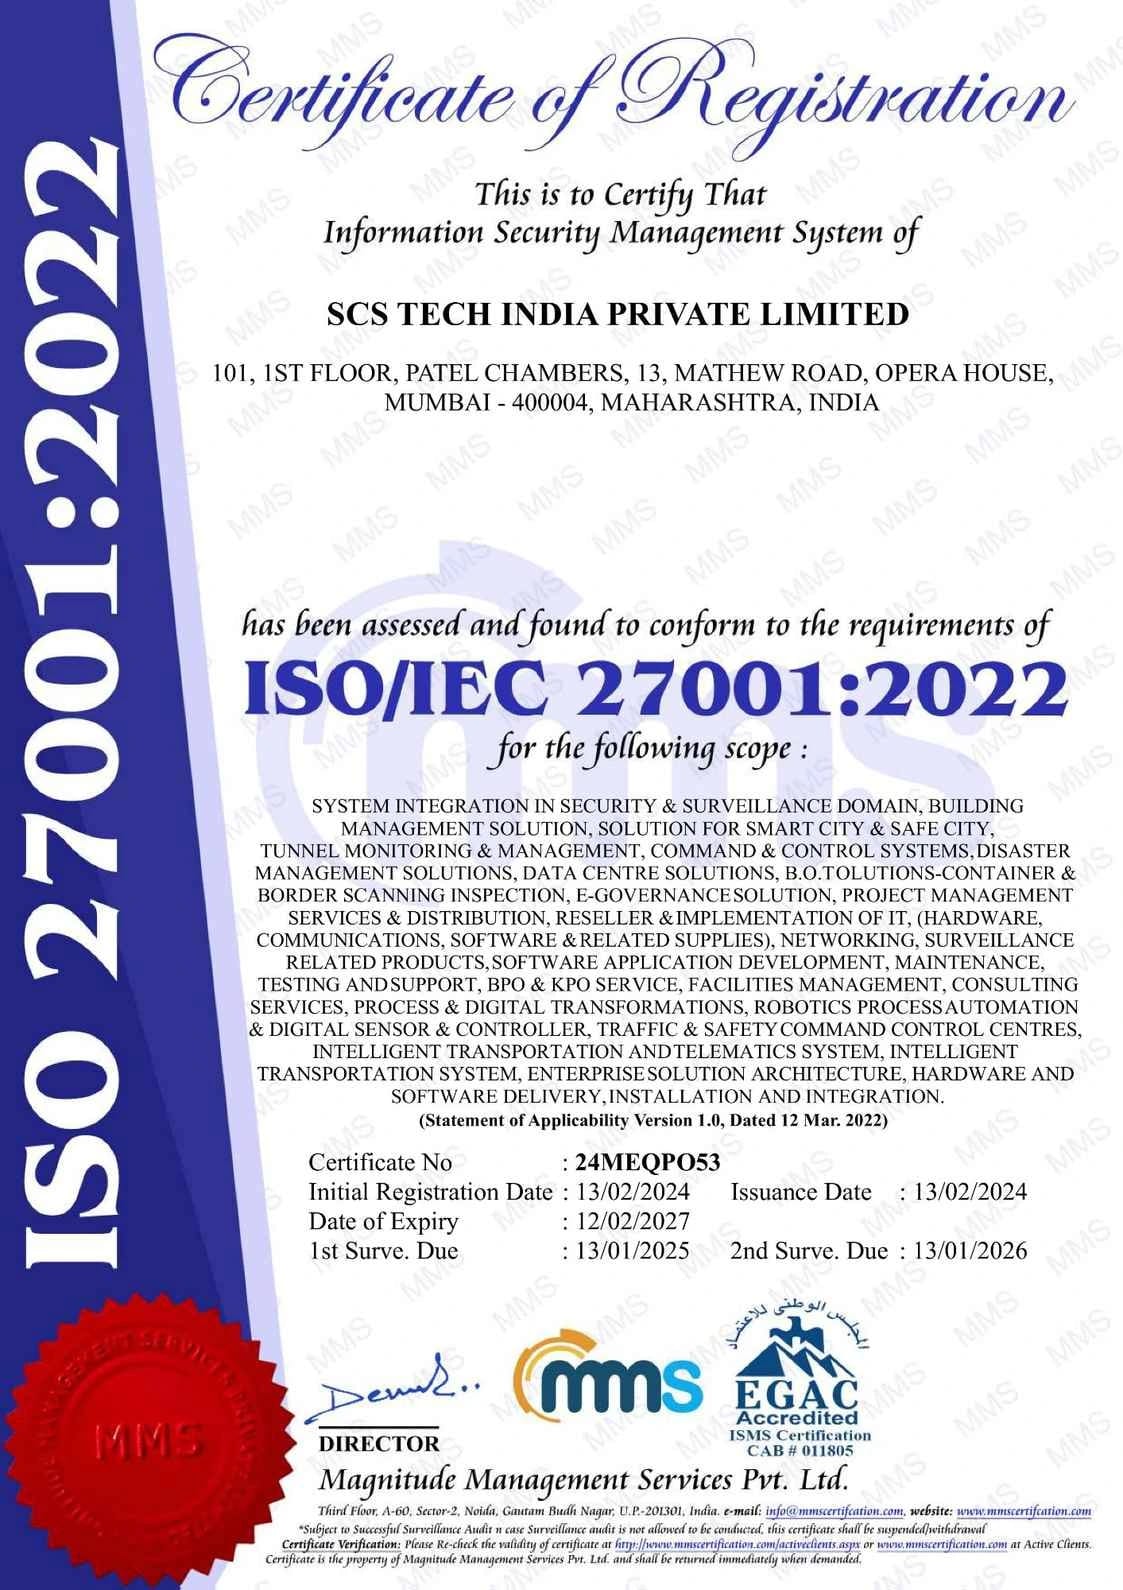 Certificate of Registration
This is to Certify That
Information Security Management System of
SCS TECH INDIA PRIVATE LIMITED
101, 1ST FLOOR, PATEL CHAMBERS, 13, MATHEW ROAD, OPERA HOUSE,
MUMBAI - 400004, MAHARASHTRA, INDIA
has been assessed and found to conform to the requirements of
ISO/IEC 27001:2022
for the following scope :
SYSTEM INTEGRATION IN SECURITY & SURVEILLANCE DOMAIN, BUILDING
MANAGEMENT SOLUTION, SOLUTION FOR SMART CITY & SAFE CITY,
TUNNEL MONITORING & MANAGEMENT, COMMAND & CONTROL SYSTEMS,DISASTER
MANAGEMENT SOLUTIONS, DATA CENTRE SOLUTIONS, B.O.TOLUTIONS-CONTAINER &
BORDER SCANNING INSPECTION, E-GOVERNANCESOLUTION, PROJECT MANAGEMENT
SERVICES & DISTRIBUTION, RESELLER &IMPLEMENTATION OF IT, (HARDWARE,
COMMUNICATIONS, SOFTWARE &RELATED SUPPLIES), NETWORKING, SURVEILLANCE
RELATED PRODUCTS,SOFTWARE APPLICATION DEVELOPMENT, MAINTENANCE,
TESTING ANDSUPPORT, BPO & KPO SERVICE, FACILITIES MANAGEMENT, CONSULTING
SERVICES, PROCESS & DIGITAL TRANSFORMATIONS, ROBOTICS PROCESSAUTOMATION
& DIGITAL SENSOR & CONTROLLER, TRAFFIC & SAFETYCOMMAND CONTROL CENTRES,
INTELLIGENT TRANSPORTATION ANDTELEMATICS SYSTEM, INTELLIGENT
TRANSPORTATION SYSTEM, ENTERPRISESOLUTION ARCHITECTURE, HARDWARE AND
SOFTWARE DELIVERY,INSTALLATION AND INTEGRATION.
(Statement of Applicability Version 1.0, Dated 12 Mar. 2022)
Certificate No : 24MEQPO53
Initial Registration Date : 13/02/2024 Issuance Date : 13/02/2024
Date of Expiry : 12/02/2027
1st Surve. Due : 13/01/2025 2nd Surve. Due : 13/01/2026
ISO 27001:2022
MMS
mms
المجلس الوطنى للاعتماد
EGAC
Accredited
ISMS Certification
CAB # 011805
DIRECTOR
Magnitude Management Services Pvt. Ltd.
Third Floor, A-60, Sector-2, Noida, Gautam Budh Nagar, U.P.-201301, India. e-mail: info@mmscertifcation.com, website: www.mmscertifcation.com
*Subject to Successful Surveillance Audit n case Surveillance audit is not allowed to be conducted, this certificate shall be suspended/withdrawal
Certificate Verification: Please Re-check the validity of certificate at http://www.mmscertification.com/activeclients.aspx or www.mmscertification.com at Active Clients.
Certificate is the property of Magnitude Management Services Pvt. Ltd. and shall be returned immediately when demanded.